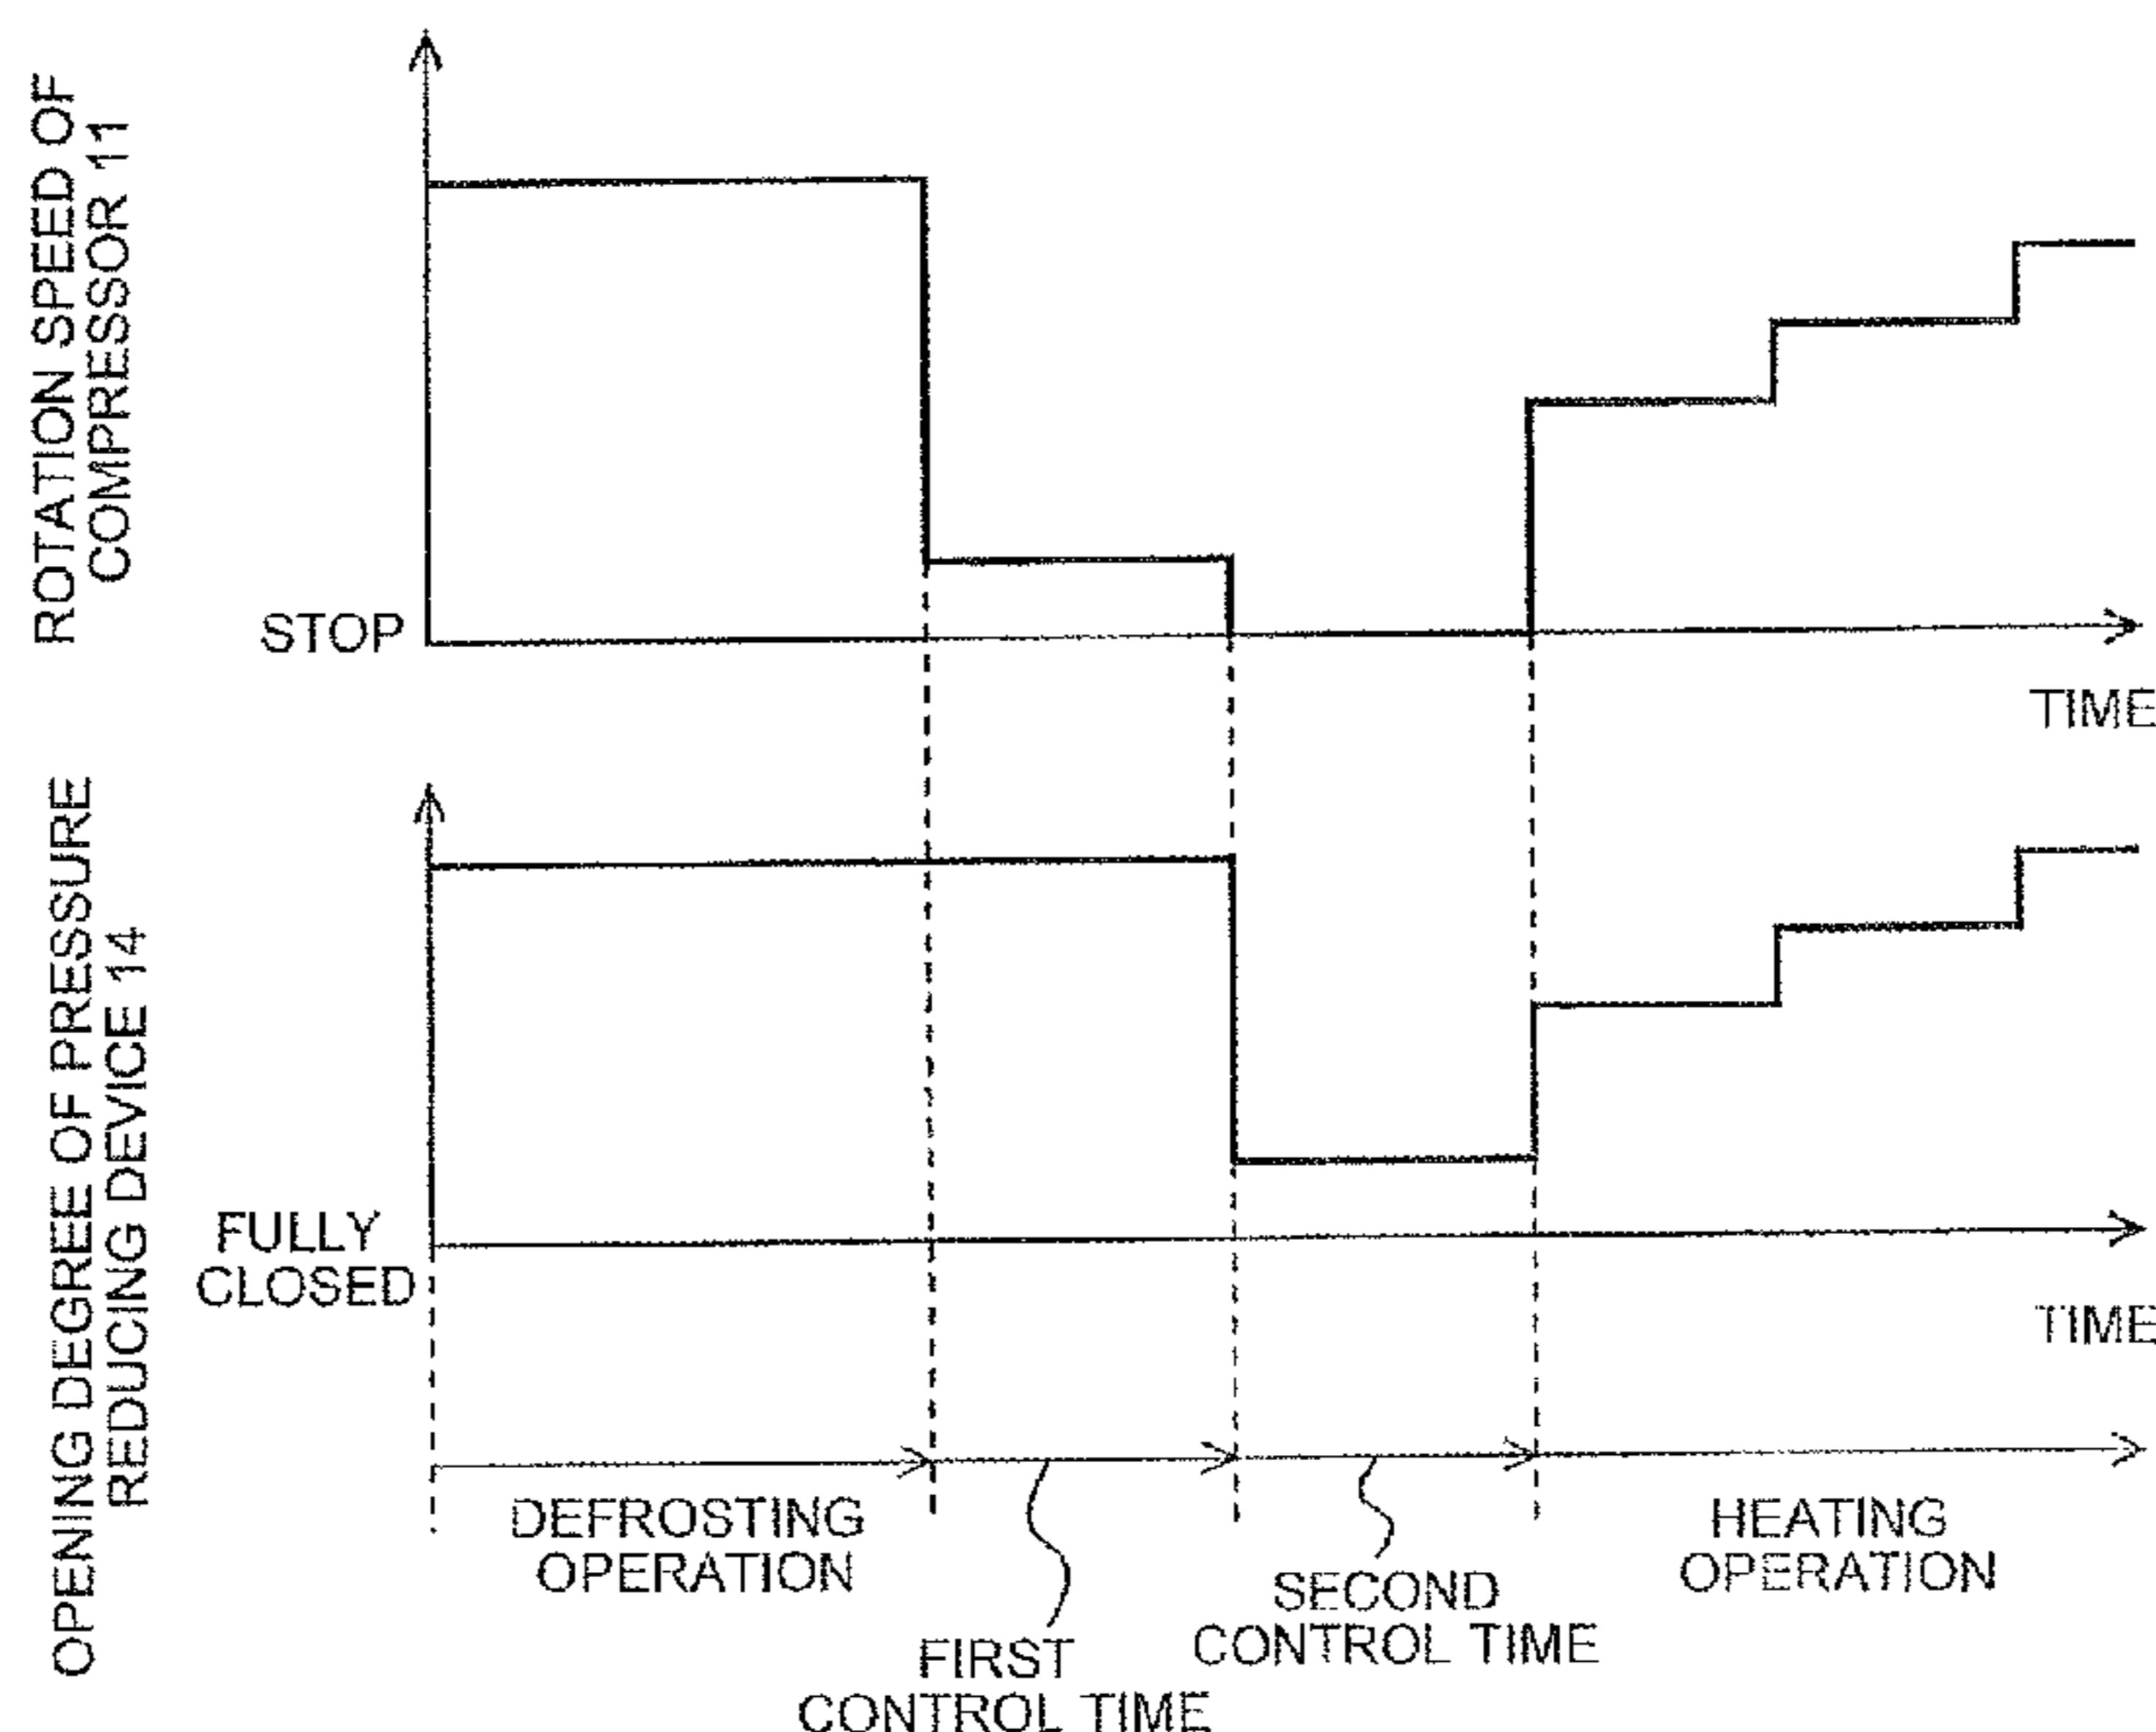 ROTATION SPEED OF
COMPRESSOR 11
STOP
TIME
OPENING DEGREE OF PRESSURE
REDUCING DEVICE 14
FULLY
CLOSED
TIME
DEFROSTING
OPERATION
FIRST
CONTROL TIME
SECOND
CONTROL TIME
HEATING
OPERATION